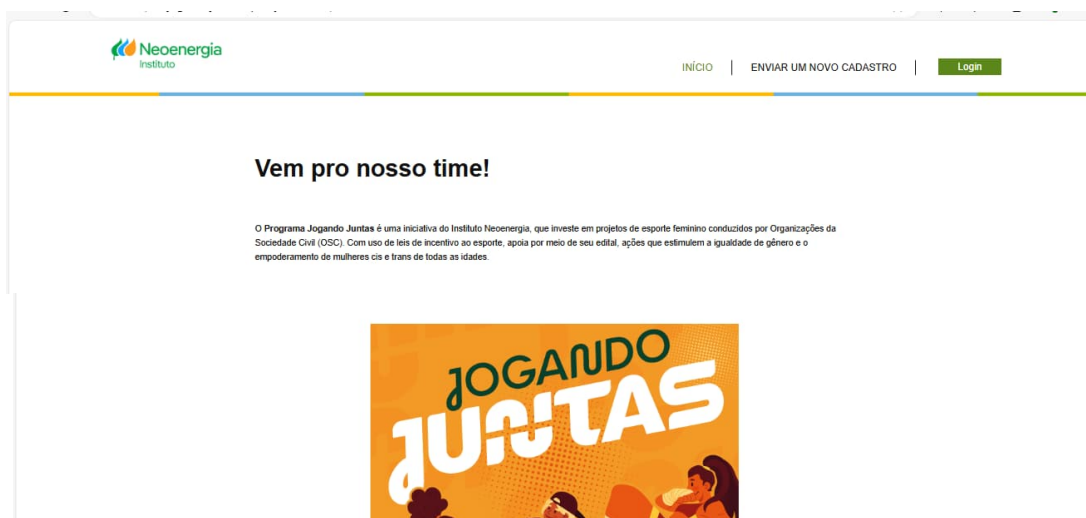 Neoenergia
Instituto
INÍCIO
ENVIAR UM NOVO CADASTRO
Login
Vem pro nosso time!
O Programa Jogando Juntas é uma iniciativa do Instituto Neoenergia, que investe em projetos de esporte feminino conduzidos por Organizações da
Sociedade Civil (OSC). Com uso de leis de incentivo ao esporte, apoia por meio de seu edital, ações que estimulem a igualdade de gênero e o
empoderamento de mulheres cis e trans de todas as idades.
JOGANDO
JUNTAS